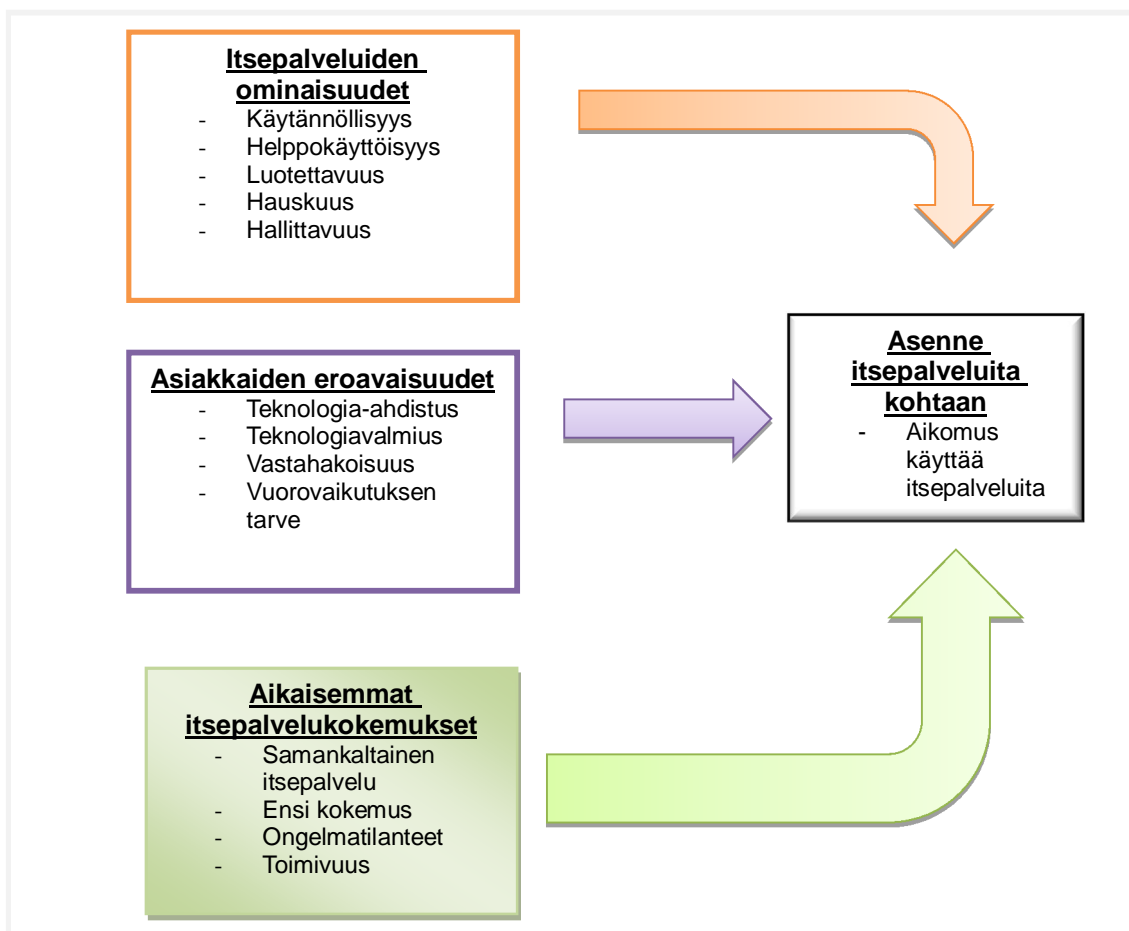 Itsepalveluiden
ominaisuudet
- Käytännöllisyys
- Helppokäyttöisyys
- Luotettavuus
- Hauskuus
- Hallittavuus
Asiakkaiden eroavaisuudet
- Teknologia-ahdistus
- Teknologiavalmius
- Vastahakoisuus
- Vuorovaikutuksen
tarve
Asenne
itsepalveluita
kohtaan
- Aikomus
käyttää
itsepalveluita
Aikaisemmat
itsepalvelukokemukset
- Samankaltainen
itsepalvelu
- Ensi kokemus
- Ongelmatilanteet
- Toimivuus